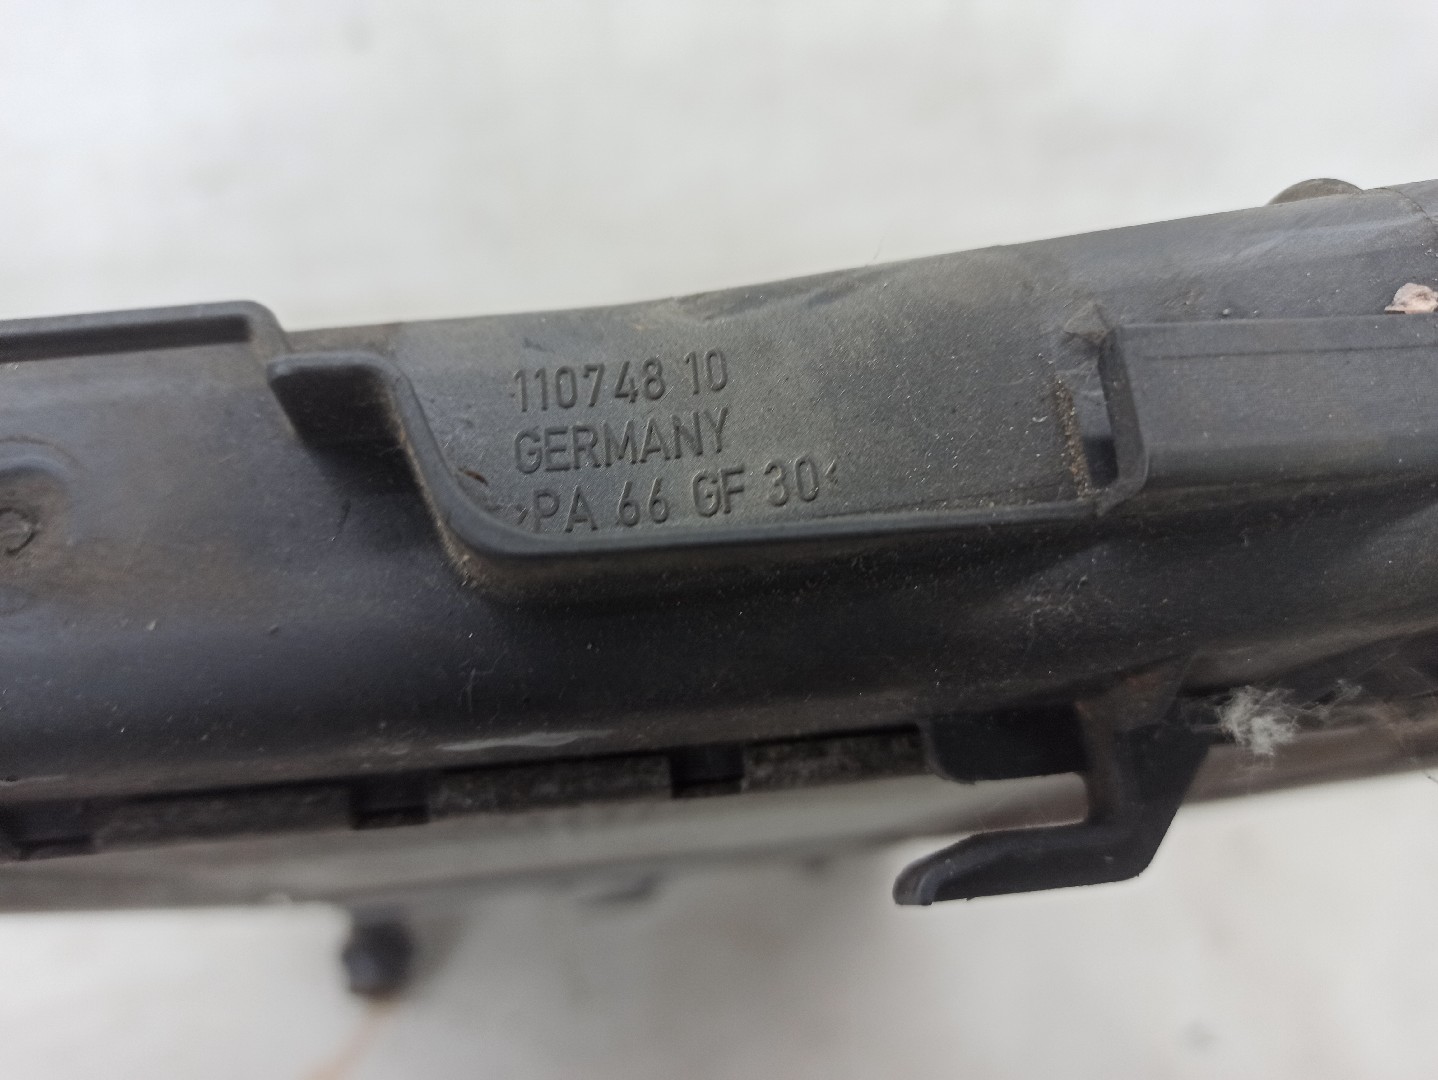 110748 10
GERMANY
>PA 66 GF 30<